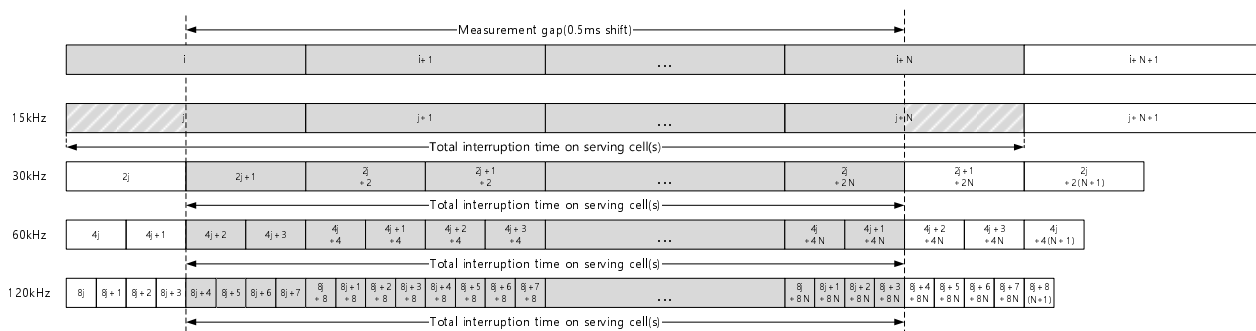 Measurement gap(0.5ms shift)
i i+1 ... i+N i+N+1
15kHz j j+1 ... j+N j+N+1
Total interruption time on serving cell(s)
30kHz 2j 2j+1 2j +2 2j+1 +2 ... 2j +2N 2j+1 +2N 2j +2(N+1)
Total interruption time on serving cell(s)
60kHz 4j 4j+1 4j+2 4j+3 4j +4 4j+1 +4 4j+2 +4 4j+3 +4 ... 4j +4N 4j+1 +4N 4j+2 +4N 4j+3 +4N 4j +4(N+1)
Total interruption time on serving cell(s)
120kHz 8j 8j+1 8j+2 8j+3 8j+4 8j+5 8j+6 8j+7 8j +8 8j+1 +8 8j+2 +8 8j+3 +8 8j+4 +8 8j+5 +8 8j+6 +8 8j+7 +8 ... 8j +8N 8j+1 +8N 8j+2 +8N 8j+3 +8N 8j+4 +8N 8j+5 +8N 8j+6 +8N 8j+7 +8N 8j+8 (N+1)
Total interruption time on serving cell(s)